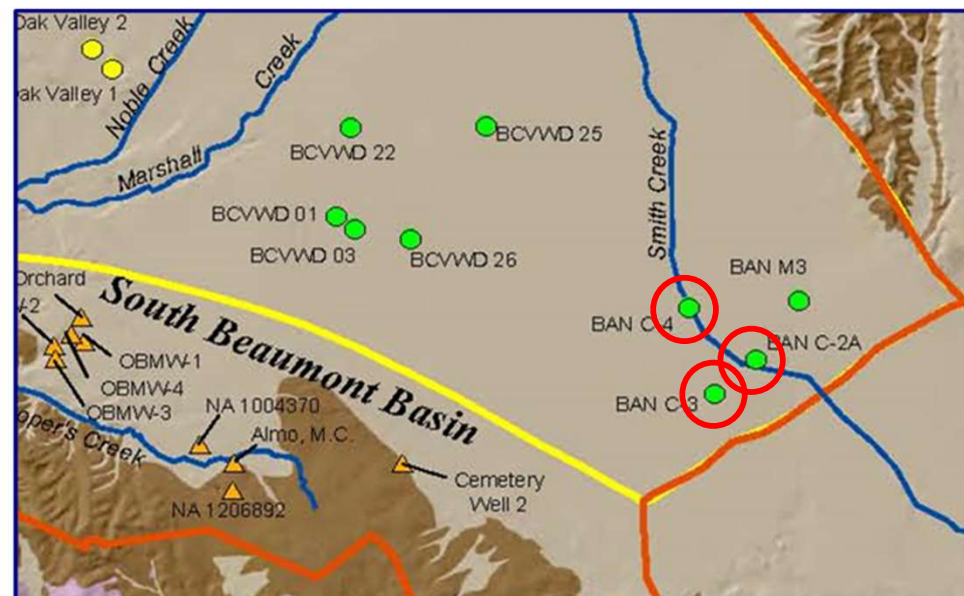 Oak Valley 2
ak Valley 1
Noble Creek
Marshall
Creek
BCVWD 22
BCVWD 25
Smith Creek
BCVWD 01
BCVWD 03
BCVWD 26
BAN M3
BAN C-4
BAN C-2A
BAN C-3
South Beaumont Basin
Orchard
-2
OBMW-1
OBMW-4
OBMW-3
NA 1004370
oper's Creek
Almo, M.C.
NA 1206892
Cemetery
Well 2